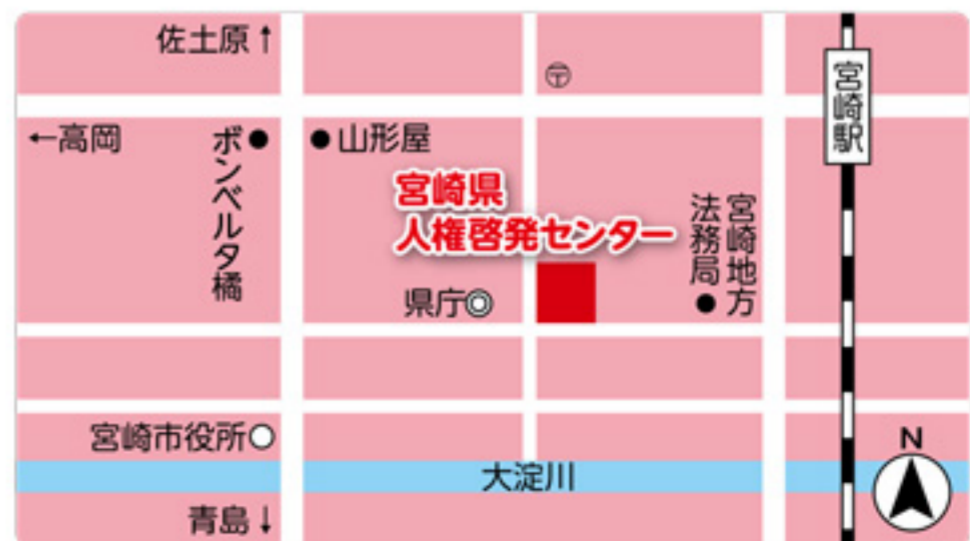 佐土原↑
〒
宮崎駅
←高岡
ボンベルタ橘
山形屋
宮崎県
人権啓発センター
宮崎地方
法務局
県庁
宮崎市役所
大淀川
N
青島↓